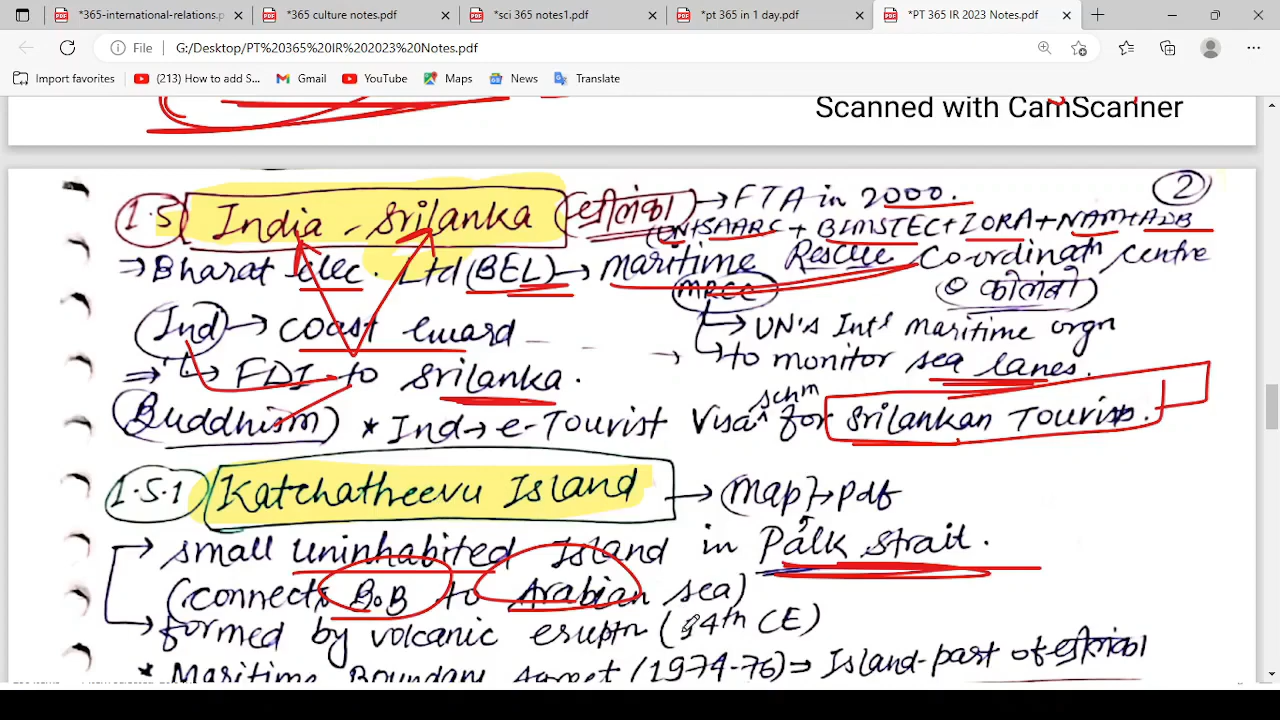 *365-international-relations.p
*365 culture notes.pdf
*sci 365 notes1.pdf
*pt 365 in 1 day.pdf
*PT 365 IR 2023 Notes.pdf
File | G:/Desktop/PT%20365%20IR%202023%20Notes.pdf
Import favorites
(213) How to add S...
Gmail
YouTube
Maps
News
Translate
Scanned with CamScanner
2
1.5 India - Srilanka (श्रीलंका) → FTA in 2000.
(UN+SAARC + BIMSTEC + IORA + NAM + ADB
⇒ Bharat elec. Ltd (BEL) → maritime Rescue Co-ordinatn centre
MRCC @ कोलंबो
Ind → coast Guard
→ UN's Intl maritime orgn
⇒ → FDI to Srilanka.
→ to monitor sea lanes.
Buddhism * Ind → e-Tourist Visa schm for Srilankan Tourists.
1.5.1 Katchatheevu Island → map → pdf
→ small uninhabited Island in Palk strait.
(connects B.O.B to Arabian sea)
→ formed by volcanic eruptn (14th CE)
* Maritime Boundary Agreet (1974-76) ⇒ Island-part of श्रीलंका